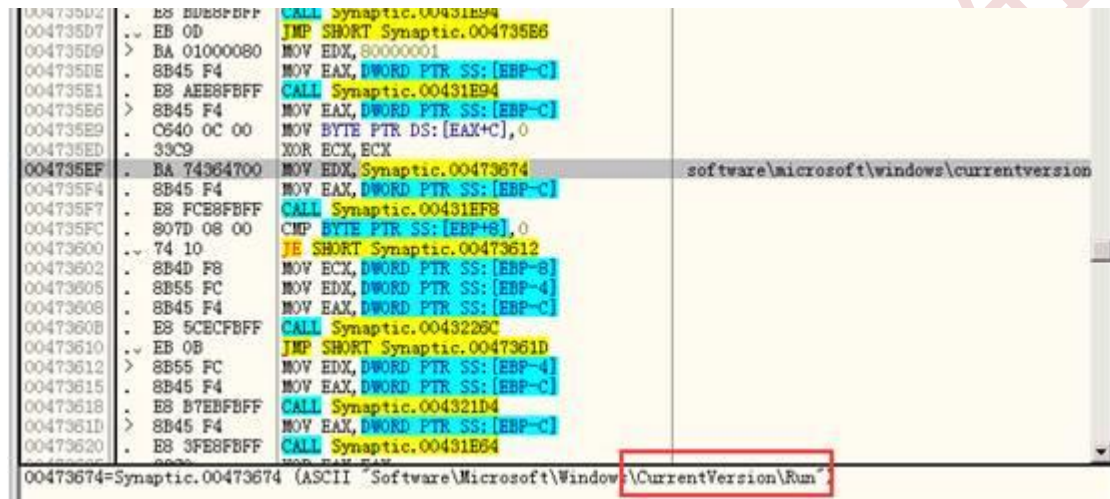 004735D2 . E8 BDE8FBFF CALL Synaptic.00431E94
004735D7 .. EB 0D JMP SHORT Synaptic.004735E6
004735D9 > BA 01000080 MOV EDX,80000001
004735DE . 8B45 F4 MOV EAX,DWORD PTR SS:[EBP-C]
004735E1 . E8 AEE8FBFF CALL Synaptic.00431E94
004735E6 > 8B45 F4 MOV EAX,DWORD PTR SS:[EBP-C]
004735E9 . C640 0C 00 MOV BYTE PTR DS:[EAX+C],0
004735ED . 33C9 XOR ECX,ECX
004735EF . BA 74364700 MOV EDX,Synaptic.00473674 software\microsoft\windows\currentversion
004735F4 . 8B45 F4 MOV EAX,DWORD PTR SS:[EBP-C]
004735F7 . E8 FCE8FBFF CALL Synaptic.00431EF8
004735FC . 807D 08 00 CMP BYTE PTR SS:[EBP+8],0
00473600 .. 74 10 JE SHORT Synaptic.00473612
00473602 . 8B4D F8 MOV ECX,DWORD PTR SS:[EBP-8]
00473605 . 8B55 FC MOV EDX,DWORD PTR SS:[EBP-4]
00473608 . 8B45 F4 MOV EAX,DWORD PTR SS:[EBP-C]
0047360B . E8 5CECFBFF CALL Synaptic.0043226C
00473610 .. EB 0B JMP SHORT Synaptic.0047361D
00473612 > 8B55 FC MOV EDX,DWORD PTR SS:[EBP-4]
00473615 . 8B45 F4 MOV EAX,DWORD PTR SS:[EBP-C]
00473618 . E8 B7EBFBFF CALL Synaptic.004321D4
0047361D > 8B45 F4 MOV EAX,DWORD PTR SS:[EBP-C]
00473620 . E8 3FE8FBFF CALL Synaptic.00431E64
00473674=Synaptic.00473674 (ASCII "Software\Microsoft\Windows\CurrentVersion\Run")